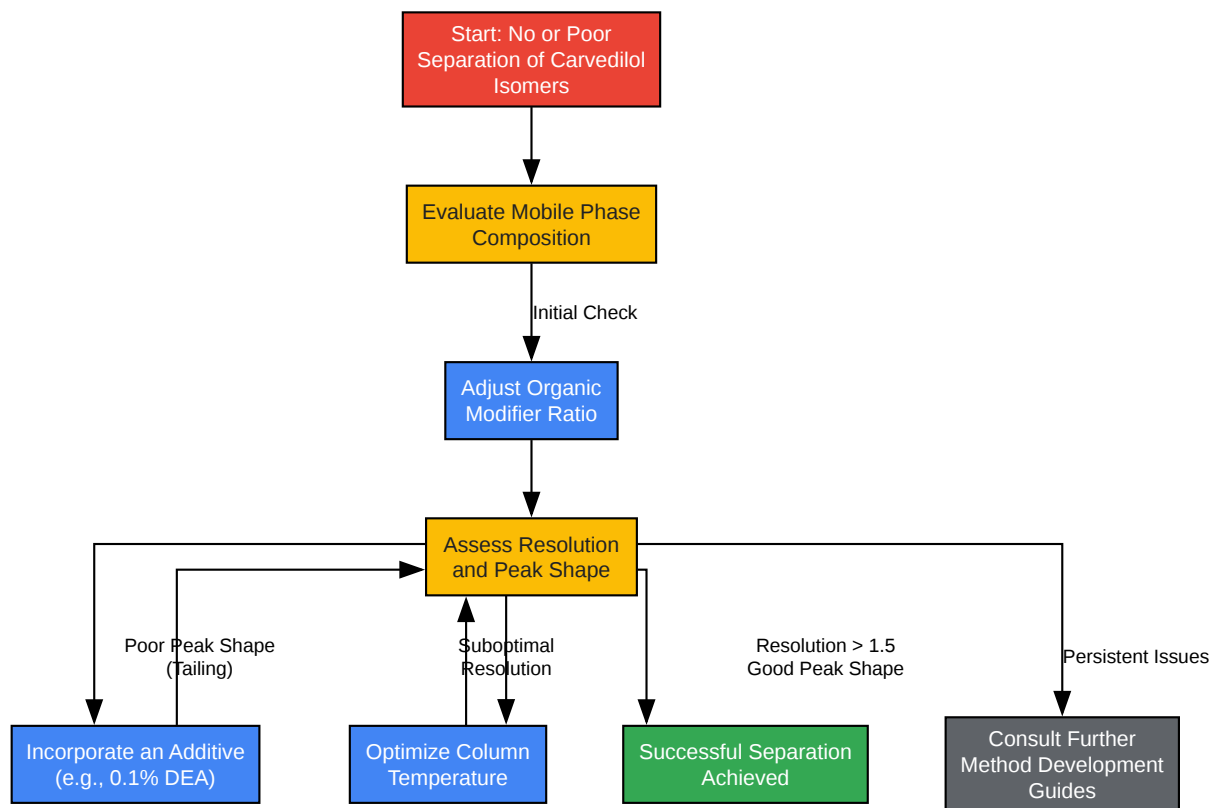 Start: No or Poor
Separation of Carvedilol
Isomers
Evaluate Mobile Phase
Composition
Initial Check
Adjust Organic
Modifier Ratio
Assess Resolution
and Peak Shape
Poor Peak Shape
(Tailing)
Suboptimal
Resolution
Resolution > 1.5
Good Peak Shape
Persistent Issues
Incorporate an Additive
(e.g., 0.1% DEA)
Optimize Column
Temperature
Successful Separation
Achieved
Consult Further
Method Development
Guides